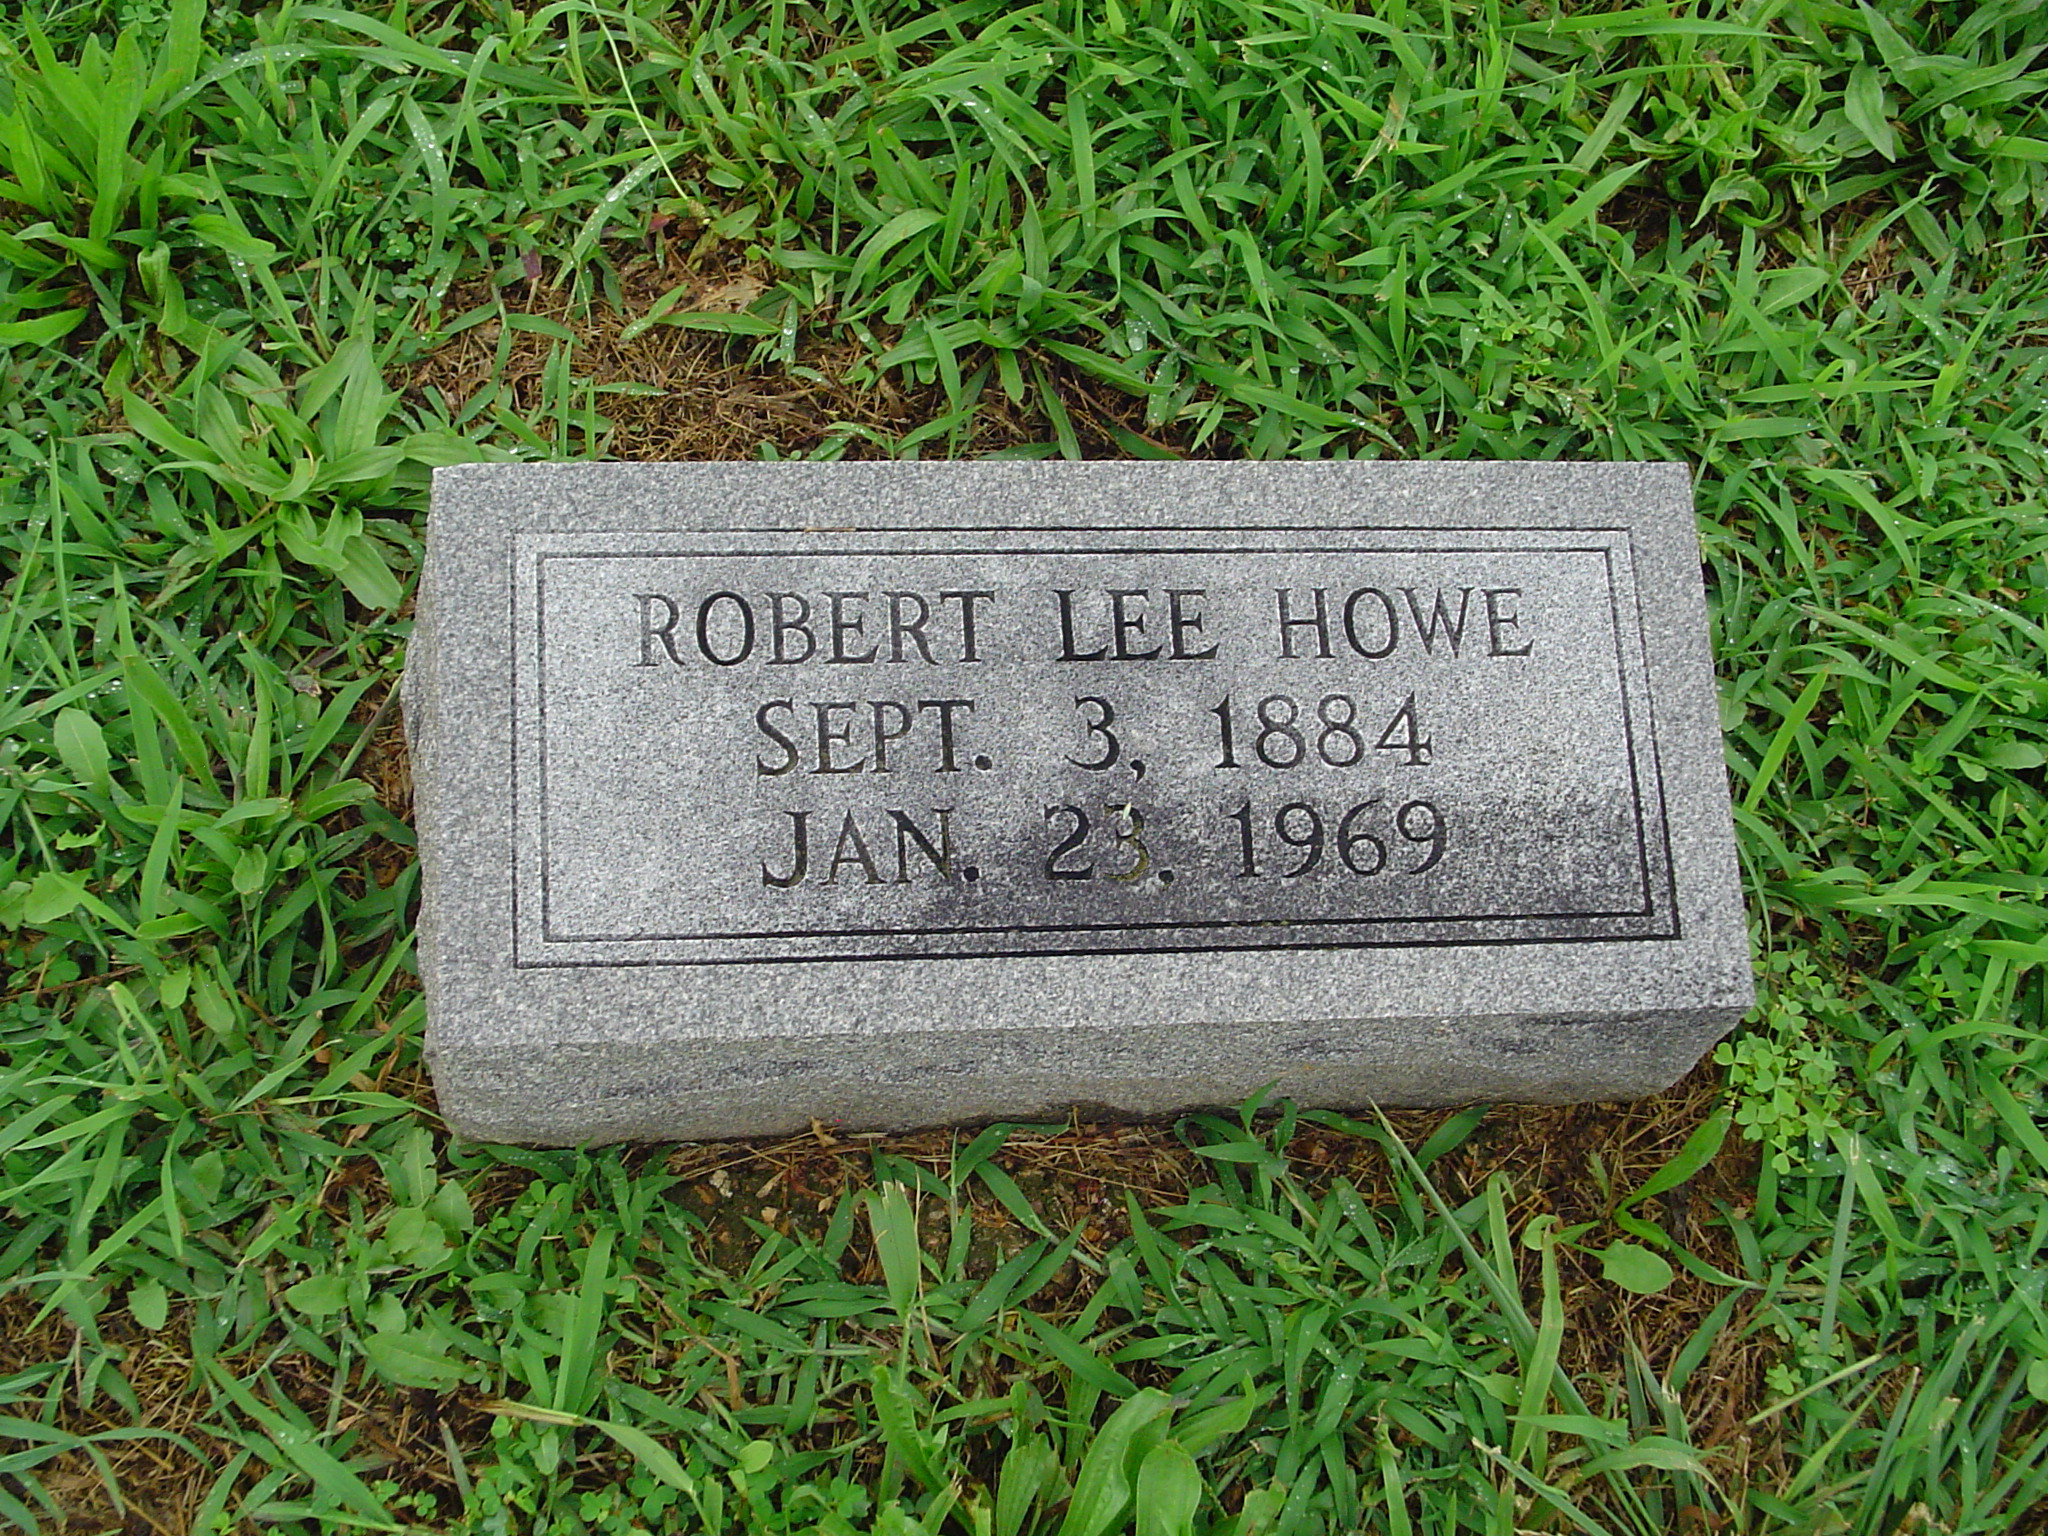 ROBERT LEE HOWE
SEPT. 3, 1884
JAN. 23, 1969